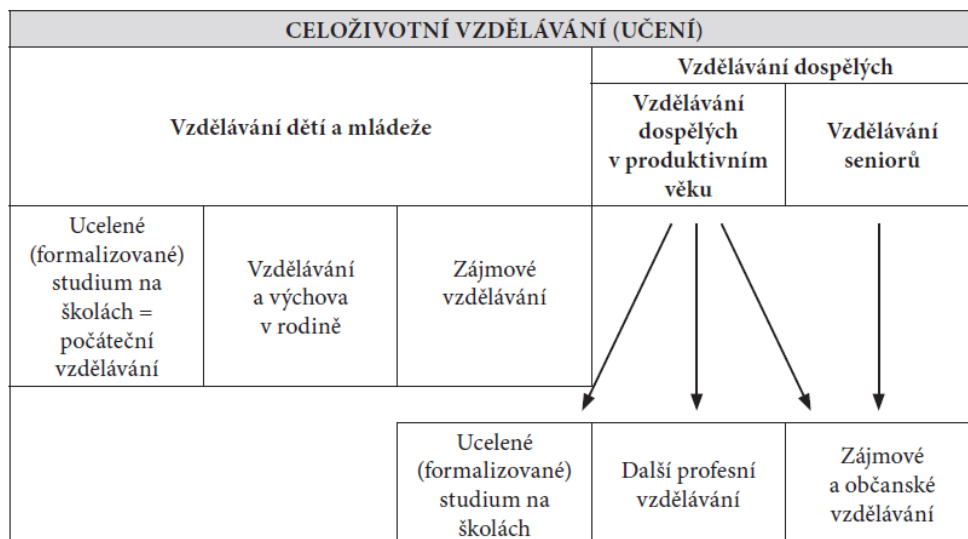 CELOŽIVOTNÍ VZDĚLÁVÁNÍ (UČENÍ)
Vzdělávání dětí a mládeže
Vzdělávání dospělých
Vzdělávání
dospělých
v produktivním
věku
Vzdělávání
seniorů
Ucelené
(formalizované)
studium na
školách =
počáteční
vzdělávání
Vzdělávání
a výchova
v rodině
Zájmové
vzdělávání
Ucelené
(formalizované)
studium na
školách
Další profesní
vzdělávání
Zájmové
a občanské
vzdělávání